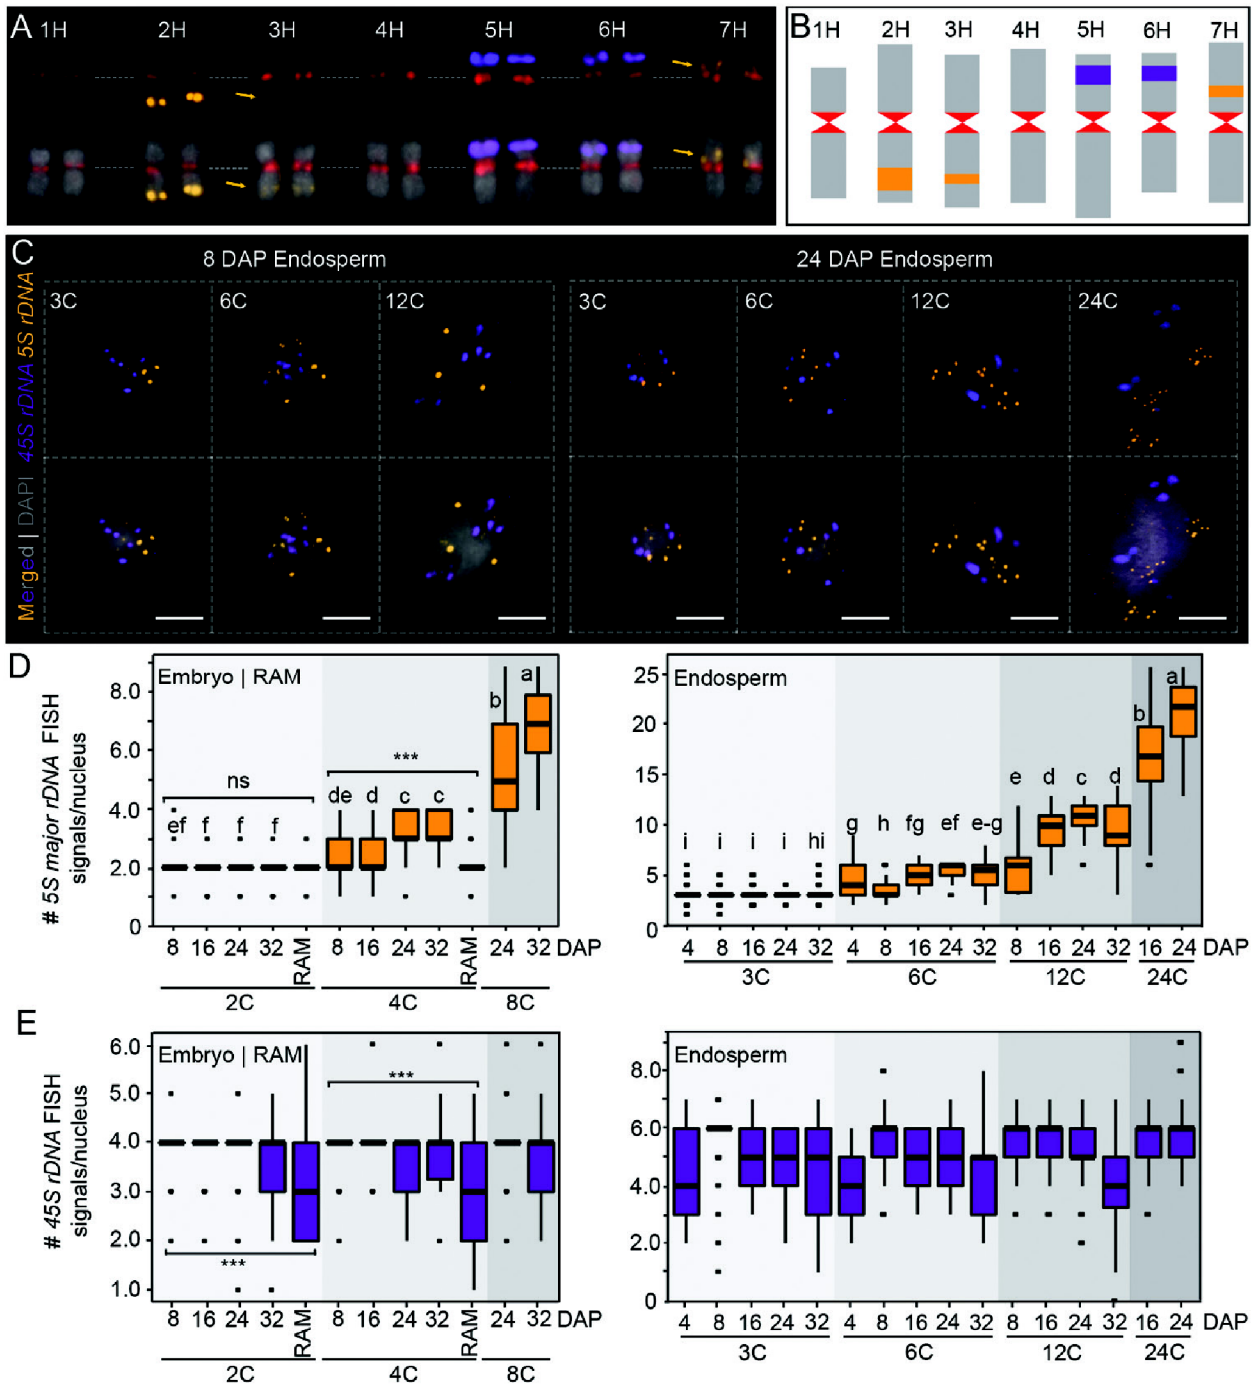 A 1H 2H 3H 4H 5H 6H 7H
B 1H 2H 3H 4H 5H 6H 7H
C 8 DAP Endosperm 24 DAP Endosperm
3C 6C 12C 3C 6C 12C 24C
45S rDNA 5S rDNA
Merged | DAPI
D
# 5S major rDNA FISH
signals/nucleus
Embryo | RAM
8.0
6.0
4.0
2.0
0
ns
***
b a
de d c c
ef f f f
8 16 24 32 RAM 8 16 24 32 RAM 24 32 DAP
2C 4C 8C
Endosperm
25
20
15
10
5
0
a
b
e d c d
i i i i hi g h fg ef e-g
4 8 16 24 32 4 8 16 24 32 8 16 24 32 16 24 DAP
3C 6C 12C 24C
E
# 45S rDNA FISH
signals/nucleus
Embryo | RAM
6.0
5.0
4.0
3.0
2.0
1.0
***
***
8 16 24 32 RAM 8 16 24 32 RAM 24 32 DAP
2C 4C 8C
Endosperm
8.0
6.0
4.0
2.0
0
4 8 16 24 32 4 8 16 24 32 8 16 24 32 16 24 DAP
3C 6C 12C 24C